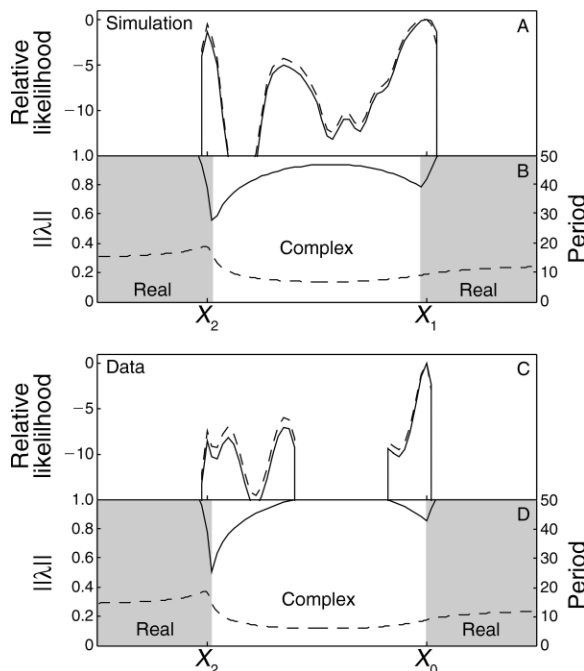 Simulation A
0
−5
−10
Relative
likelilhood
1.0 B 50
0.8 40
0.6 30
0.4 20
0.2 10
0 0
||λ||
Period
Complex
Real Real
X2 X1
Data C
0
−5
−10
Relative
likelilhood
1.0 D 50
0.8 40
0.6 30
0.4 20
0.2 10
0 0
||λ||
Period
Complex
Real Real
X2 X0